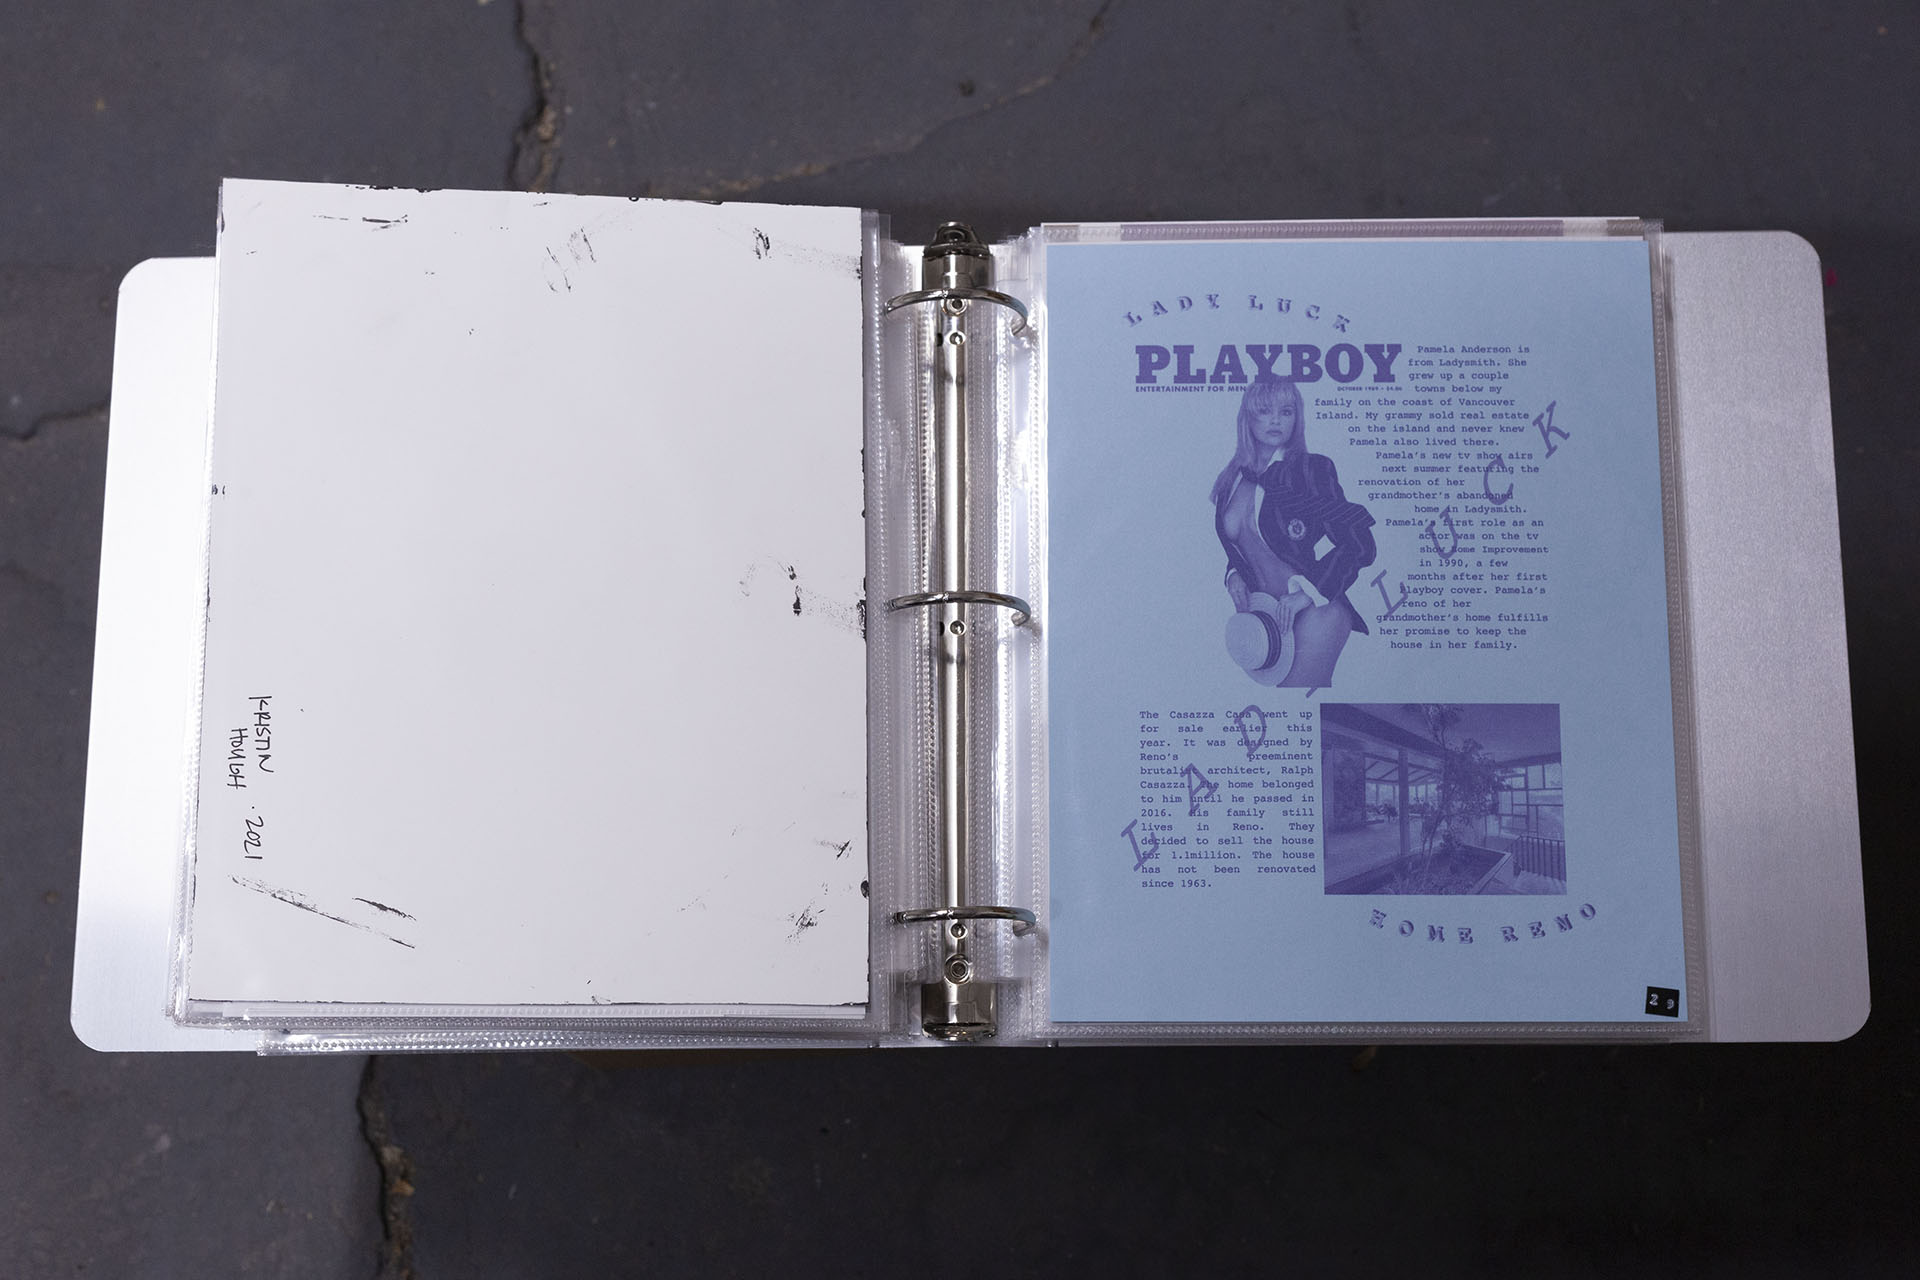 KRISTIN
HOUGH · 2021
LADY LUCK
PLAYBOY
ENTERTAINMENT FOR MEN
OCTOBER 1989 • $4.00
Pamela Anderson is
from Ladysmith. She
grew up a couple
towns below my
family on the coast of Vancouver
Island. My grammy sold real estate
on the island and never knew
Pamela also lived there.
Pamela's new tv show airs
next summer featuring the
renovation of her
grandmother's abandoned
home in Ladysmith.
Pamela's first role as an
actor was on the tv
show Home Improvement
in 1990, a few
months after her first
playboy cover. Pamela's
reno of her
grandmother's home fulfills
her promise to keep the
house in her family.
LADY LUCK
The Casazza Casa went up
for sale earlier this
year. It was designed by
Reno's preeminent
brutalist architect, Ralph
Casazza. The home belonged
to him until he passed in
2016. His family still
lives in Reno. They
decided to sell the house
for 1.1million. The house
has not been renovated
since 1963.
HOME RENO
29